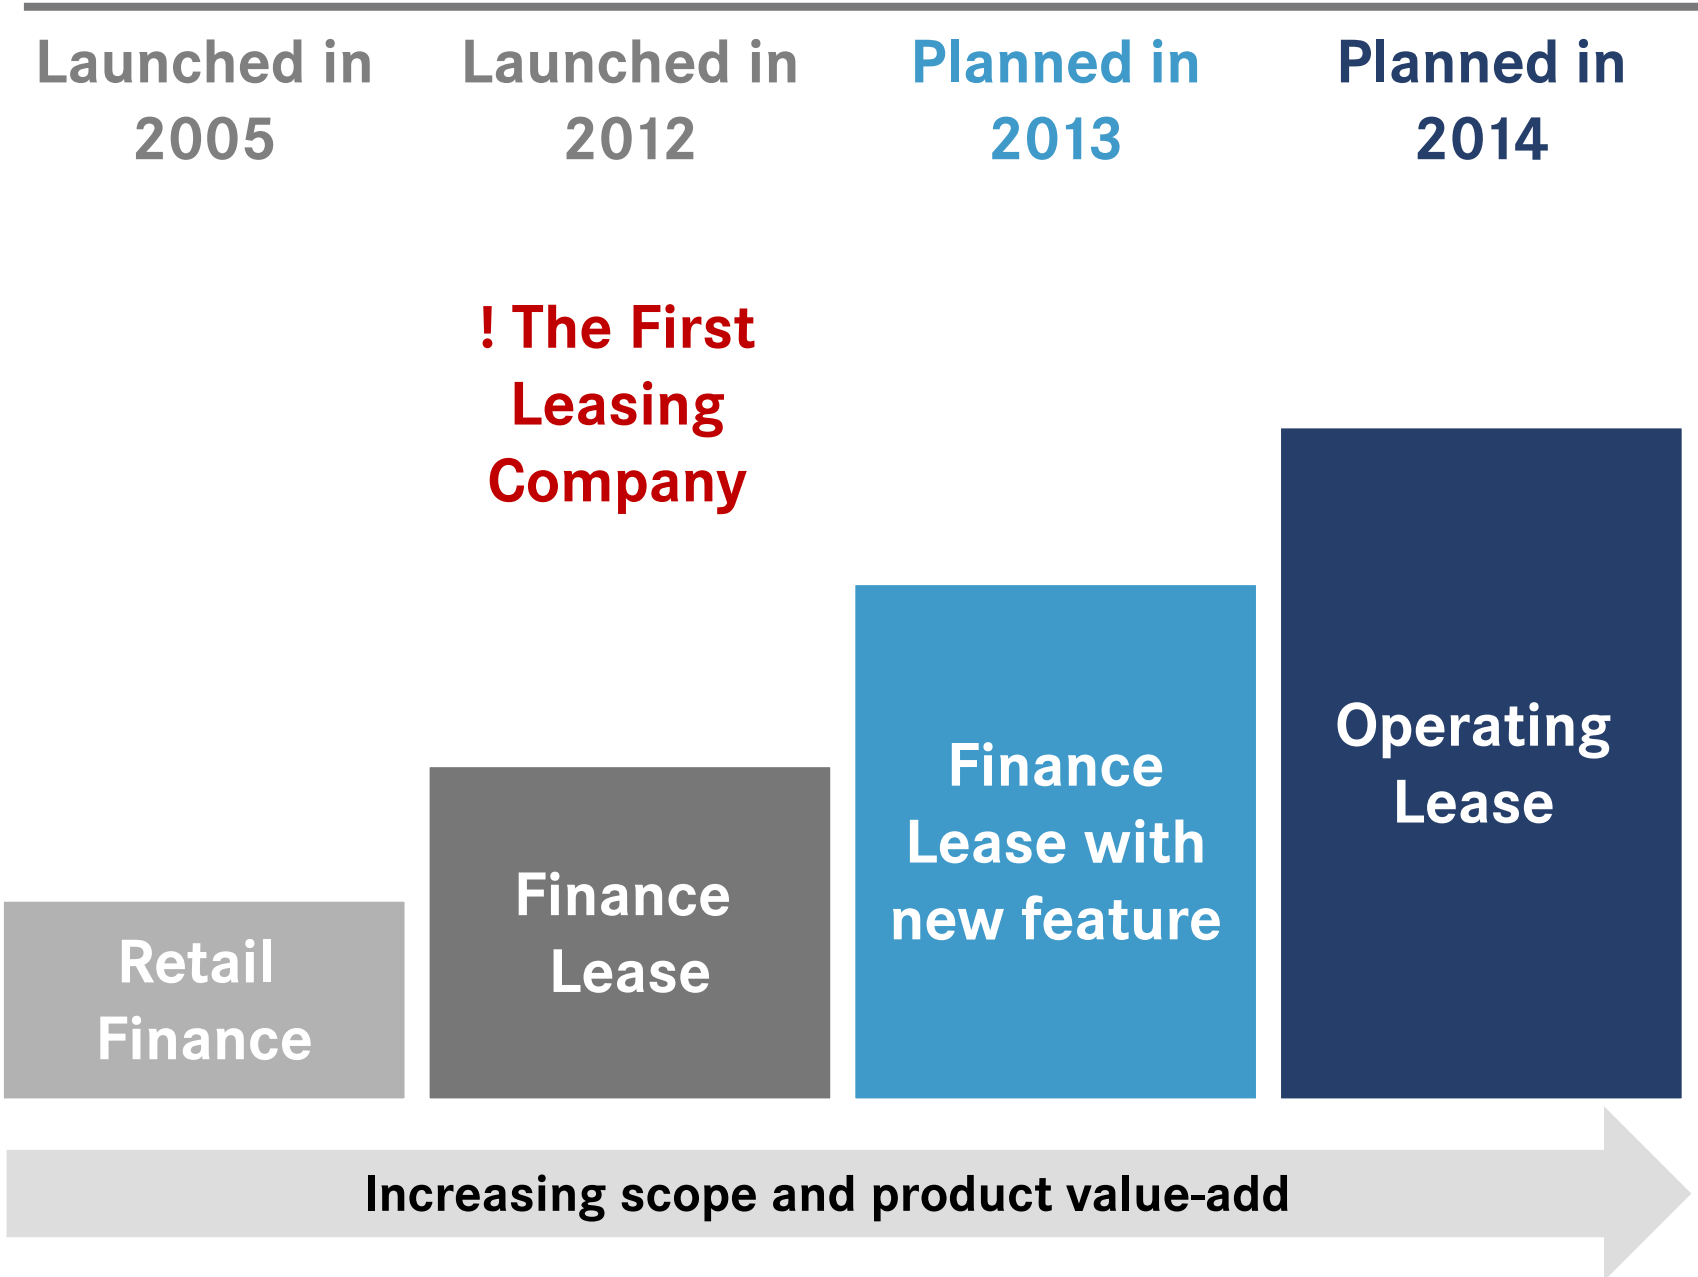 Launched in
2005
Launched in
2012
Planned in
2013
Planned in
2014
! The First
Leasing
Company
Retail
Finance
Finance
Lease
Finance
Lease with
new feature
Operating
Lease
Increasing scope and product value-add